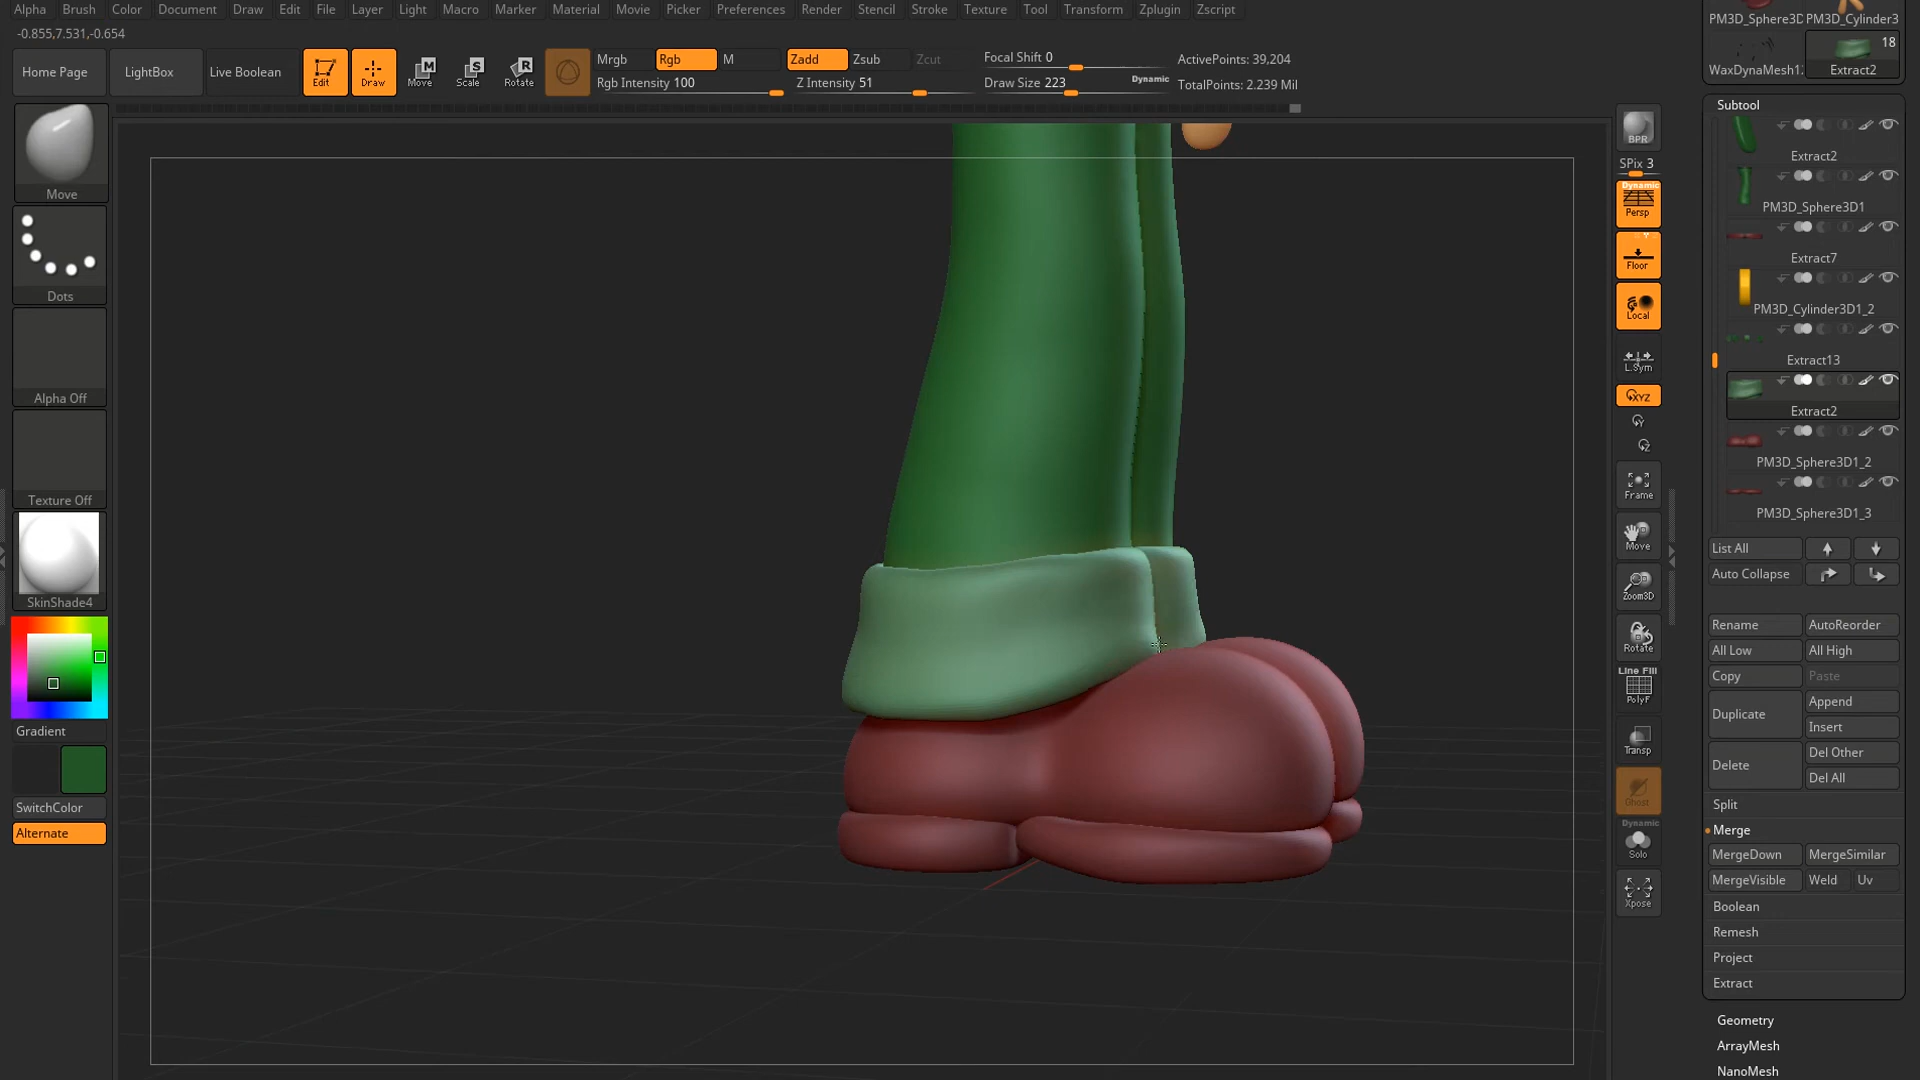 Alpha Brush Color Document Draw Edit File Layer Light Macro Marker Material Movie Picker Preferences Render Stencil Stroke Texture Tool Transform Zplugin Zscript
-0.855,7.531,-0.654
Home Page LightBox Live Boolean Edit Draw Move Scale Rotate
Mrgb Rgb M Zadd Zsub Zcut Focal Shift 0 ActivePoints: 39,204
Rgb Intensity 100 Z Intensity 51 Draw Size 223 Dynamic TotalPoints: 2.239 Mil
Move
Dots
Alpha Off
Texture Off
SkinShade4
Gradient
SwitchColor
Alternate
BPR
SPix 3
Dynamic
Persp
Floor
Local
L.Sym
XYZ
Frame
Move
Zoom3D
Rotate
Line Fill
PolyF
Transp
Ghost
Dynamic
Solo
Xpose
PM3D_Sphere3D PM3D_Cylinder3
18
WaxDynaMesh12 Extract2
Subtool
Extract2
PM3D_Sphere3D1
Extract7
PM3D_Cylinder3D1_2
Extract13
Extract2
PM3D_Sphere3D1_2
PM3D_Sphere3D1_3
List All
Auto Collapse
Rename AutoReorder
All Low All High
Copy Paste
Duplicate Append
Insert
Delete Del Other
Del All
Split
Merge
MergeDown MergeSimilar
MergeVisible Weld Uv
Boolean
Remesh
Project
Extract
Geometry
ArrayMesh
NanoMesh